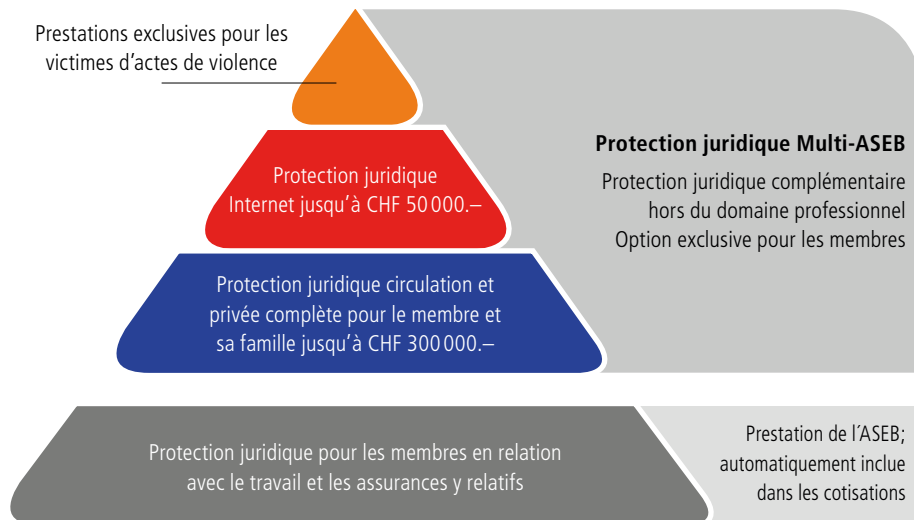 Prestations exclusives pour les
victimes d’actes de violence
Protection juridique
Internet jusqu’à CHF 50 000.–
Protection juridique circulation et
privée complète pour le membre et
sa famille jusqu’à CHF 300 000.–
Protection juridique Multi-ASEB
Protection juridique complémentaire
hors du domaine professionnel
Option exclusive pour les membres
Protection juridique pour les membres en relation
avec le travail et les assurances y relatifs
Prestation de l´ASEB;
automatiquement inclue
dans les cotisations